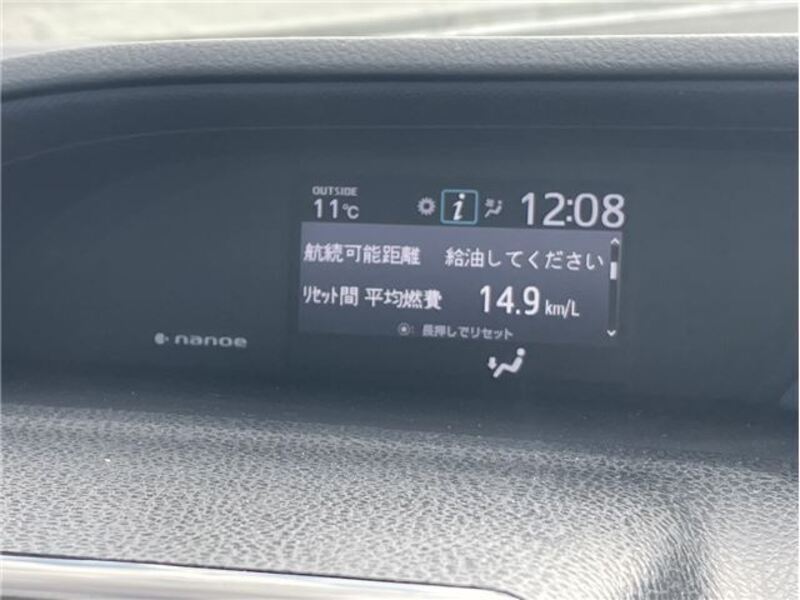 OUTSIDE
11℃ i 12:08
航続可能距離 給油してください
リセット間 平均燃費 14.9 km/L
長押しでリセット
nanoe